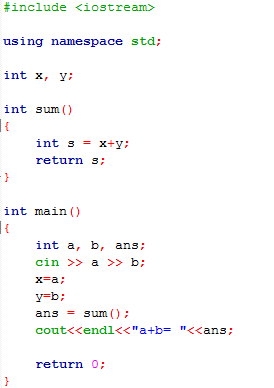 #include <iostream>
using namespace std;
int x, y;
int sum()
{
    int s = x+y;
    return s;
}
int main()
{
    int a, b, ans;
    cin >> a >> b;
    x=a;
    y=b;
    ans = sum();
    cout<<endl<<"a+b= "<<ans;
    return 0;
}